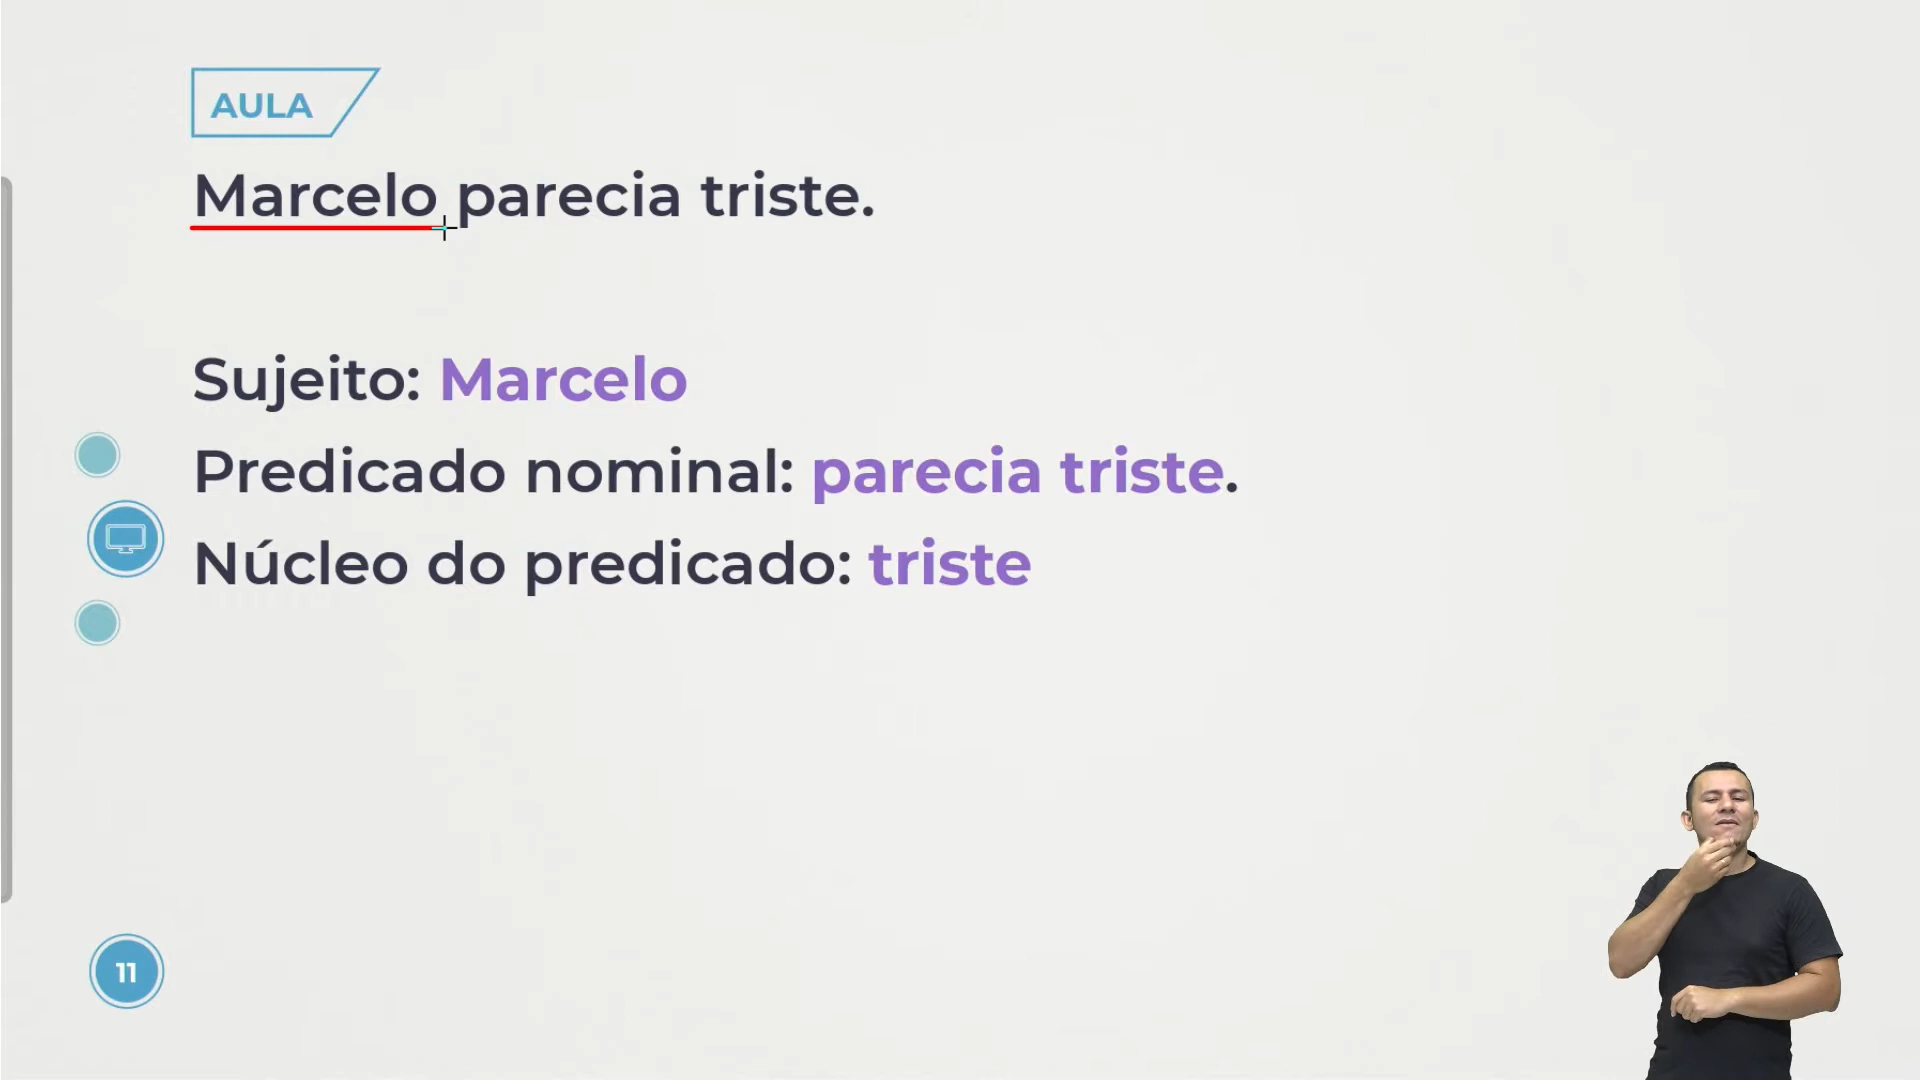 AULA
Marcelo parecia triste.
Sujeito: Marcelo
Predicado nominal: parecia triste.
Núcleo do predicado: triste
11